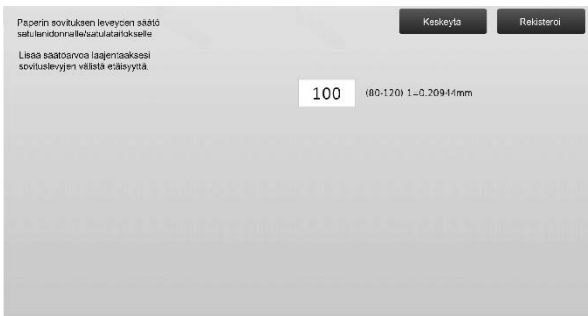 Paperin sovituksen leveyden säätö
satulanidonnalle/satulataitokselle
Keskeytä
Rekisteröi
Lisää säätöarvoa laajentaaksesi
sovituslevyjen välistä etäisyyttä.
100
(80-120) 1=0.20944mm